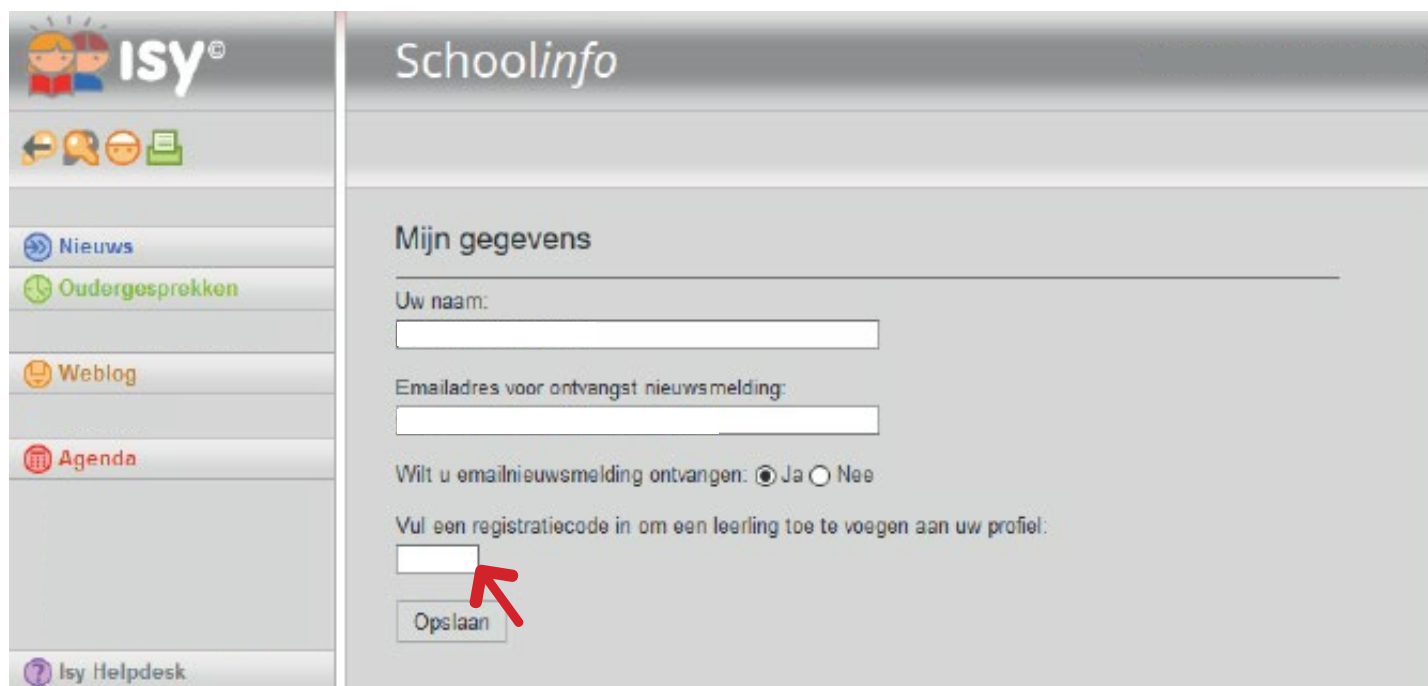 Isy©
Schoolinfo
Nieuws
Oudergesprekken
Weblog
Agenda
Isy Helpdesk
Mijn gegevens
Uw naam:
Emailadres voor ontvangst nieuwsmelding:
Wilt u emailnieuwsmelding ontvangen: Ja Nee
Vul een registratiecode in om een leerling toe te voegen aan uw profiel:
Opslaan